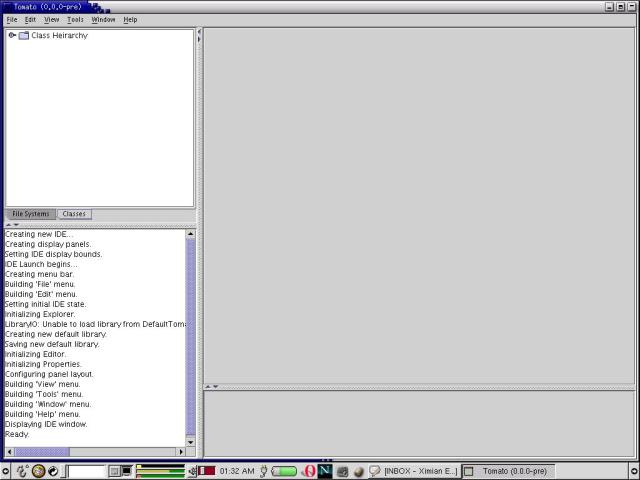 Tomato (0.0.0-pre)
File Edit View Tools Window Help
Class Heirarchy
File Systems Classes
Creating new IDE...
Creating display panels.
Setting IDE display bounds.
IDE Launch begins...
Creating menu bar.
Building 'File' menu.
Building 'Edit' menu.
Setting initial IDE state.
Initializing Explorer.
LibraryIO: Unable to load library from DefaultToma
Creating new default library.
Saving new default library.
Initializing Editor.
Initializing Properties.
Configuring panel layout.
Building 'View' menu.
Building 'Tools' menu.
Building 'Window' menu.
Building 'Help' menu.
Displaying IDE window.
Ready.
01:32 AM N [INBOX - Ximian E...] Tomato (0.0.0-pre)